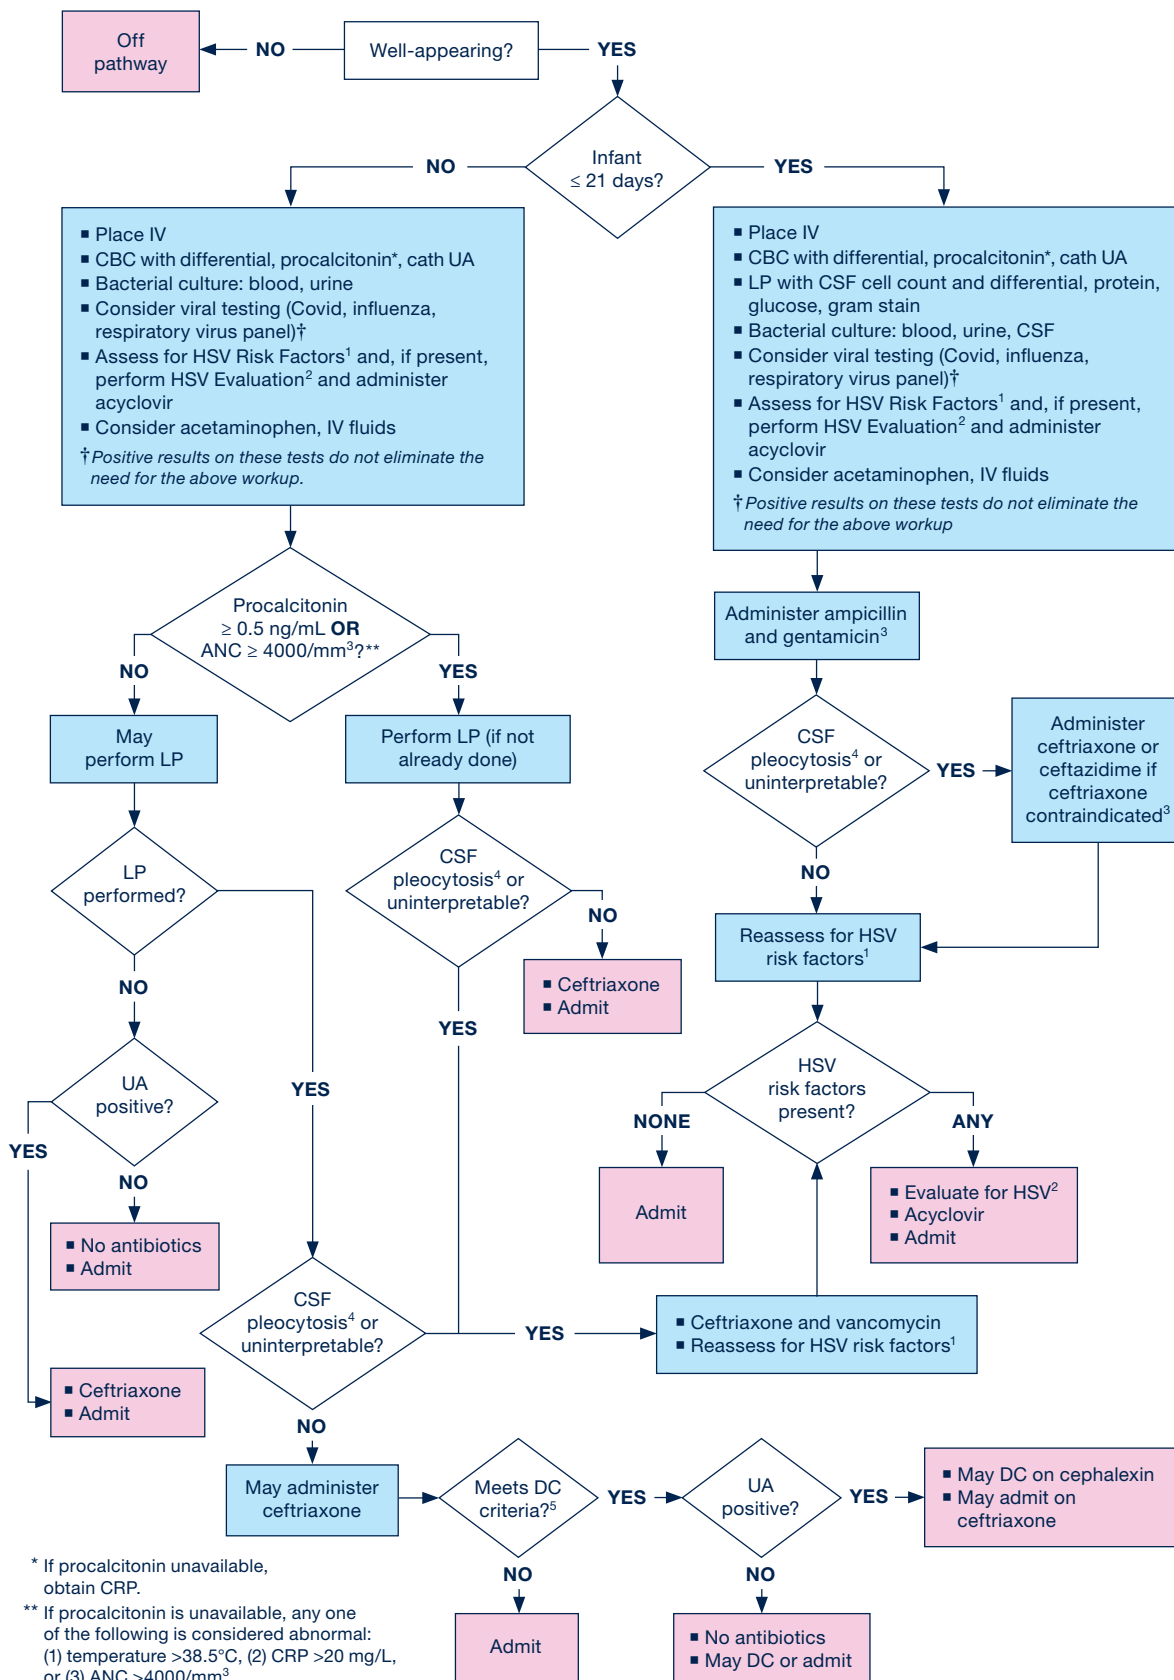 Off
pathway
NO
Well-appearing?
YES
Infant
≤ 21 days?
NO
YES
■ Place IV
■ CBC with differential, procalcitonin*, cath UA
■ Bacterial culture: blood, urine
■ Consider viral testing (Covid, influenza,
respiratory virus panel)†
■ Assess for HSV Risk Factors¹ and, if present,
perform HSV Evaluation² and administer
acyclovir
■ Consider acetaminophen, IV fluids
† Positive results on these tests do not eliminate the
need for the above workup.
■ Place IV
■ CBC with differential, procalcitonin*, cath UA
■ LP with CSF cell count and differential, protein,
glucose, gram stain
■ Bacterial culture: blood, urine, CSF
■ Consider viral testing (Covid, influenza,
respiratory virus panel)†
■ Assess for HSV Risk Factors¹ and, if present,
perform HSV Evaluation² and administer
acyclovir
■ Consider acetaminophen, IV fluids
† Positive results on these tests do not eliminate the
need for the above workup
Procalcitonin
≥ 0.5 ng/mL OR
ANC ≥ 4000/mm³?**
NO
YES
May
perform LP
Perform LP (if not
already done)
Administer ampicillin
and gentamicin³
CSF
pleocytosis⁴ or
uninterpretable?
YES
Administer
ceftriaxone or
ceftazidime if
ceftriaxone
contraindicated³
NO
LP
performed?
CSF
pleocytosis⁴ or
uninterpretable?
NO
Reassess for HSV
risk factors¹
■ Ceftriaxone
■ Admit
NO
YES
YES
HSV
risk factors
present?
NONE
ANY
UA
positive?
YES
NO
Admit
■ Evaluate for HSV²
■ Acyclovir
■ Admit
■ No antibiotics
■ Admit
CSF
pleocytosis⁴ or
uninterpretable?
YES
■ Ceftriaxone and vancomycin
■ Reassess for HSV risk factors¹
■ Ceftriaxone
■ Admit
NO
May administer
ceftriaxone
Meets DC
criteria?⁵
YES
UA
positive?
YES
■ May DC on cephalexin
■ May admit on
ceftriaxone
NO
NO
Admit
■ No antibiotics
■ May DC or admit
* If procalcitonin unavailable,
obtain CRP.
** If procalcitonin is unavailable, any one
of the following is considered abnormal:
(1) temperature >38.5°C, (2) CRP >20 mg/L,
or (3) ANC >4000/mm³